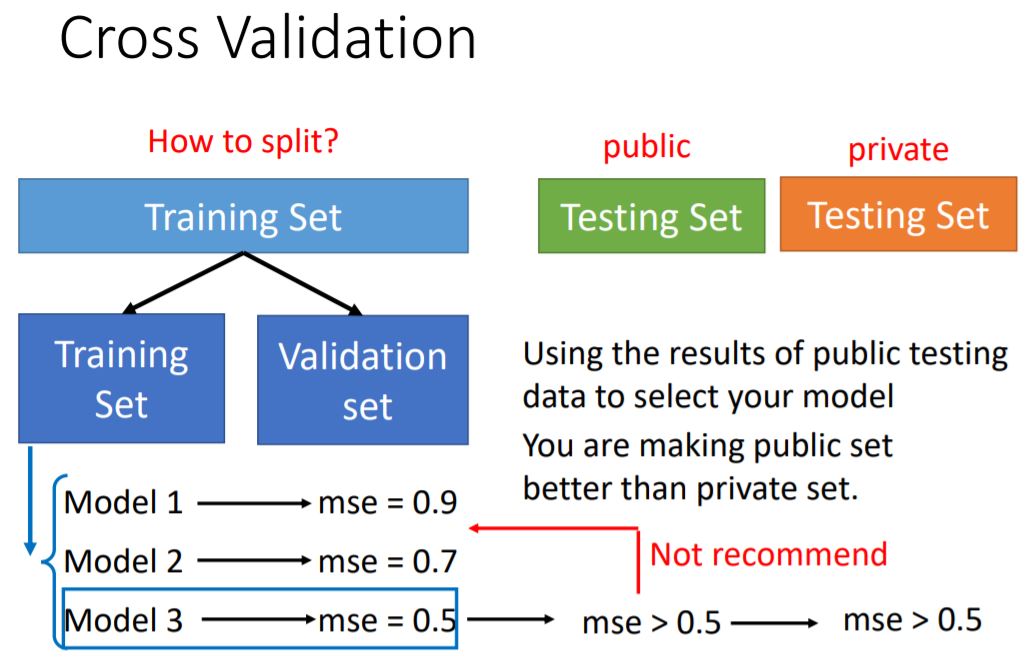 Cross Validation
How to split?
public
private
Training Set
Testing Set
Testing Set
Training
Set
Validation
set
Using the results of public testing
data to select your model
You are making public set
better than private set.
Model 1 mse = 0.9
Model 2 mse = 0.7
Not recommend
Model 3 mse = 0.5 mse > 0.5 mse > 0.5